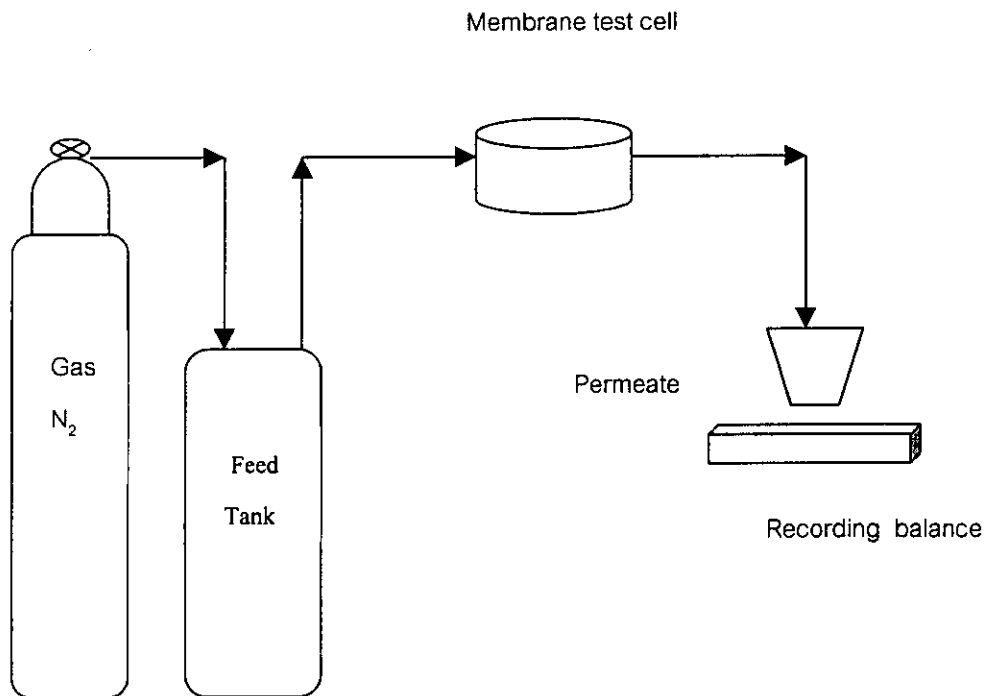 Membrane test cell
Gas
N₂
Feed
Tank
Permeate
Recording balance